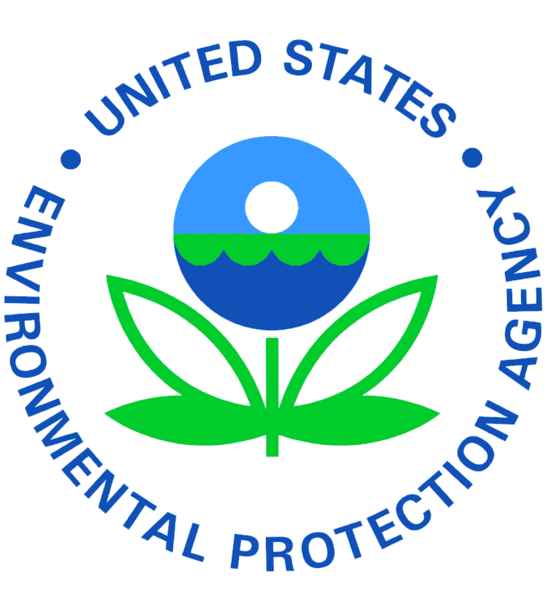 UNITED STATES
ENVIRONMENTAL PROTECTION AGENCY